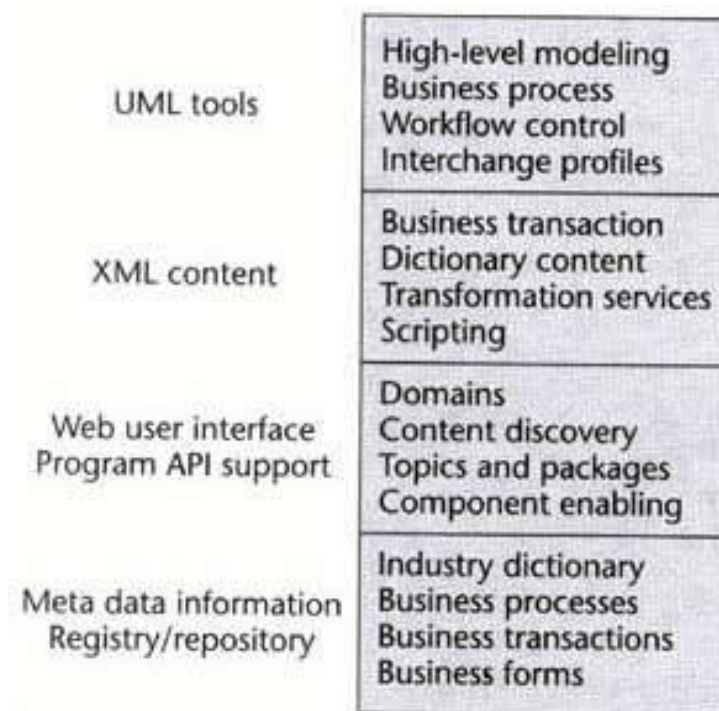 UML tools
High-level modeling
Business process
Workflow control
Interchange profiles
XML content
Business transaction
Dictionary content
Transformation services
Scripting
Web user interface
Program API support
Domains
Content discovery
Topics and packages
Component enabling
Meta data information
Registry/repository
Industry dictionary
Business processes
Business transactions
Business forms